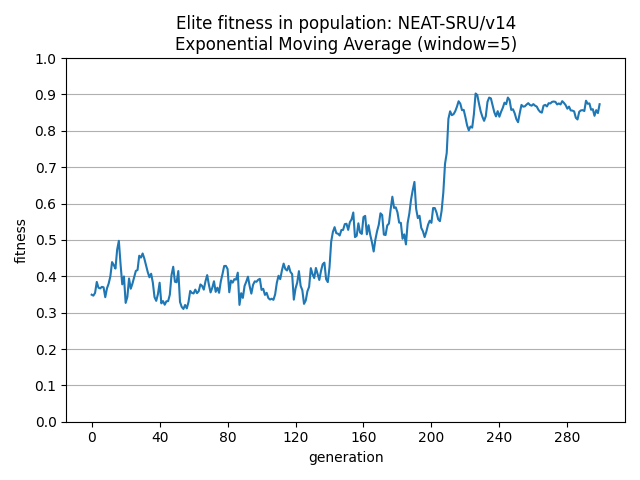 Elite fitness in population: NEAT-SRU/v14
Exponential Moving Average (window=5)
1.0
0.9
0.8
0.7
0.6
0.5
0.4
0.3
0.2
0.1
0.0
fitness
0 40 80 120 160 200 240 280
generation